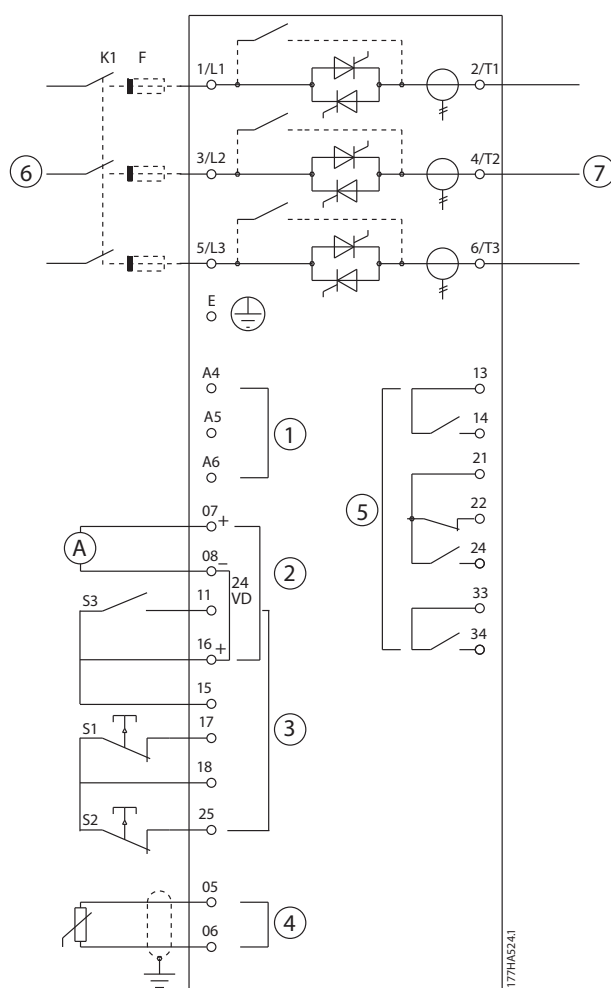 K1 F
1/L1 2/T1
6 3/L2 4/T2 7
5/L3 6/T3
E
A4 13
A5 1 14
A6 21
07 + 5 22
A 08 – 2 24
24
VD
S3 11 33
16 + 34
15
S1 17 3
18
S2 25
05
4
06
177HA524.1